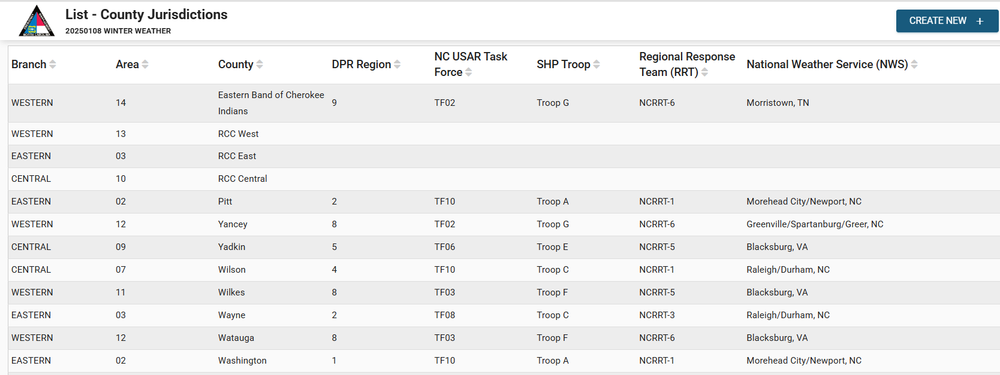 List - County Jurisdictions
20250108 WINTER WEATHER
CREATE NEW +
NORTH CAROLINA
Branch Area County DPR Region NC USAR Task Force SHP Troop Regional Response Team (RRT) National Weather Service (NWS)
WESTERN 14 Eastern Band of Cherokee Indians 9 TF02 Troop G NCRRT-6 Morristown, TN
WESTERN 13 RCC West
EASTERN 03 RCC East
CENTRAL 10 RCC Central
EASTERN 02 Pitt 2 TF10 Troop A NCRRT-1 Morehead City/Newport, NC
WESTERN 12 Yancey 8 TF02 Troop G NCRRT-6 Greenville/Spartanburg/Greer, NC
CENTRAL 09 Yadkin 5 TF06 Troop E NCRRT-5 Blacksburg, VA
CENTRAL 07 Wilson 4 TF10 Troop C NCRRT-1 Raleigh/Durham, NC
WESTERN 11 Wilkes 8 TF03 Troop F NCRRT-5 Blacksburg, VA
EASTERN 03 Wayne 2 TF08 Troop C NCRRT-3 Raleigh/Durham, NC
WESTERN 12 Watauga 8 TF03 Troop F NCRRT-6 Blacksburg, VA
EASTERN 02 Washington 1 TF10 Troop A NCRRT-1 Morehead City/Newport, NC